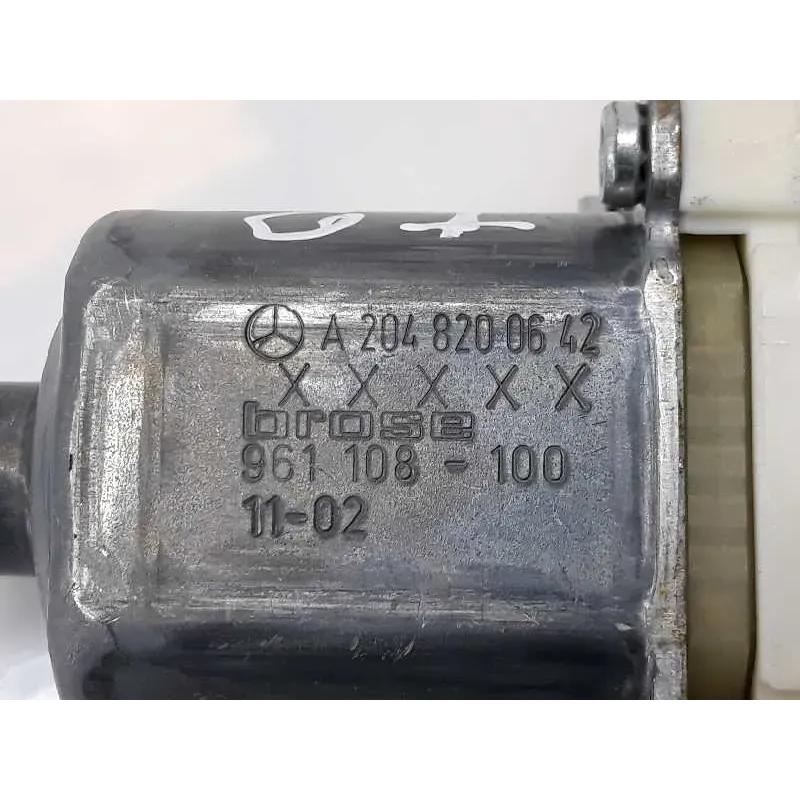 A 204 820 06 42
X X X X X
brose
961 108 - 100
11-02